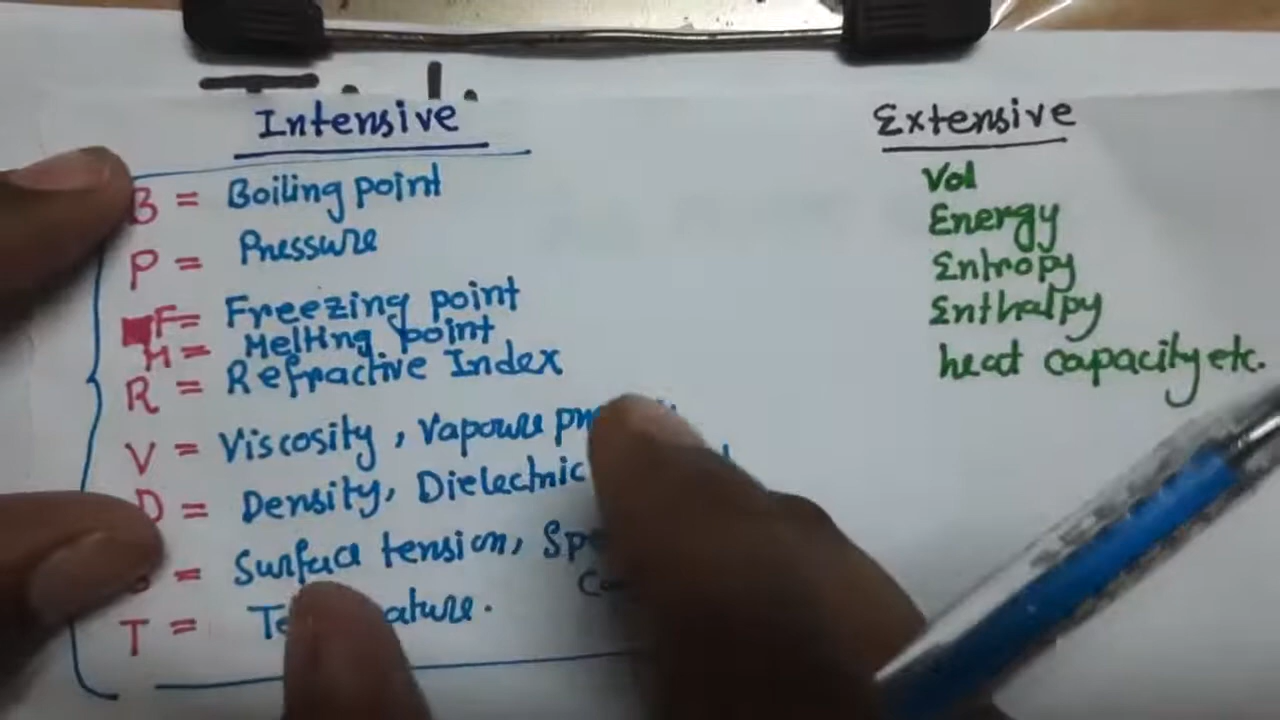 Intensive
B = Boiling point
P = Pressure
F= Freezing point
M= Melting point
R = Refractive Index
V = Viscosity, Vapoure
D = Density, Dielectric
= Surface tension,
T =
Extensive
Vol
Energy
Entropy
Enthalpy
heat capacity etc.